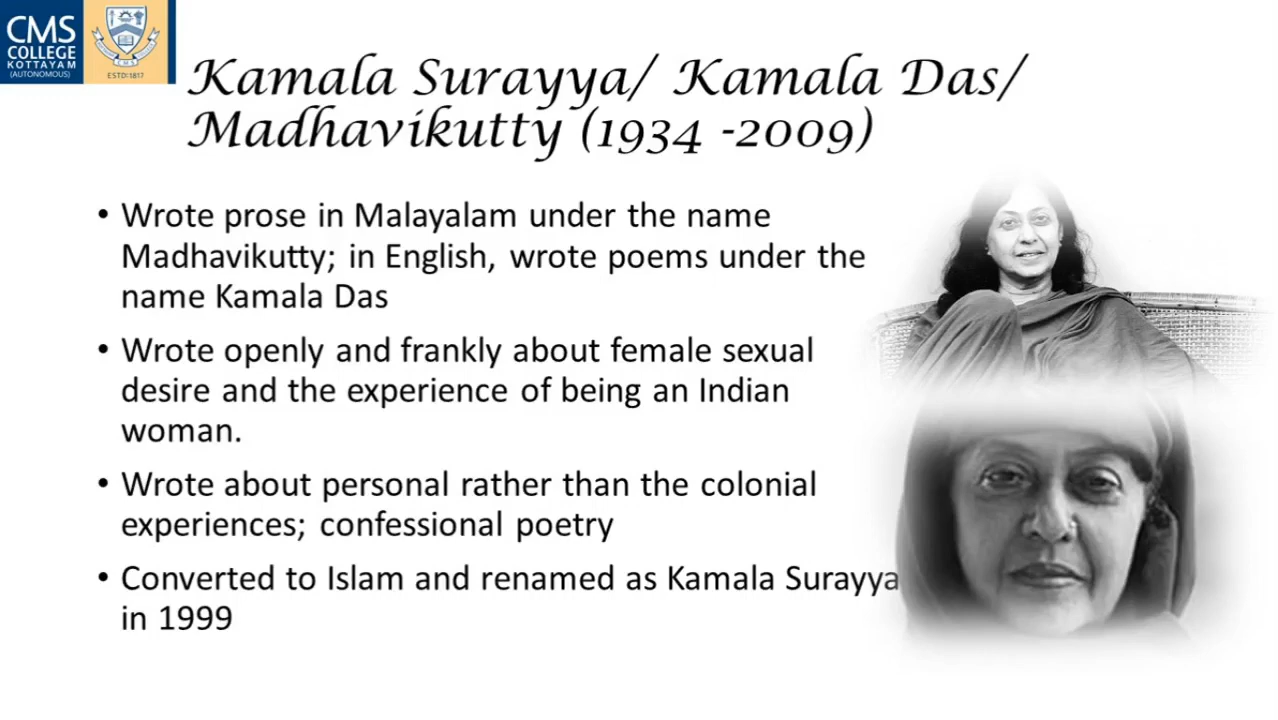 CMS
COLLEGE
KOTTAYAM
(AUTONOMOUS)
ESTD:1817
Kamala Surayya/ Kamala Das/
Madhavikutty (1934 -2009)
• Wrote prose in Malayalam under the name
Madhavikutty; in English, wrote poems under the
name Kamala Das
• Wrote openly and frankly about female sexual
desire and the experience of being an Indian
woman.
• Wrote about personal rather than the colonial
experiences; confessional poetry
• Converted to Islam and renamed as Kamala Surayya
in 1999